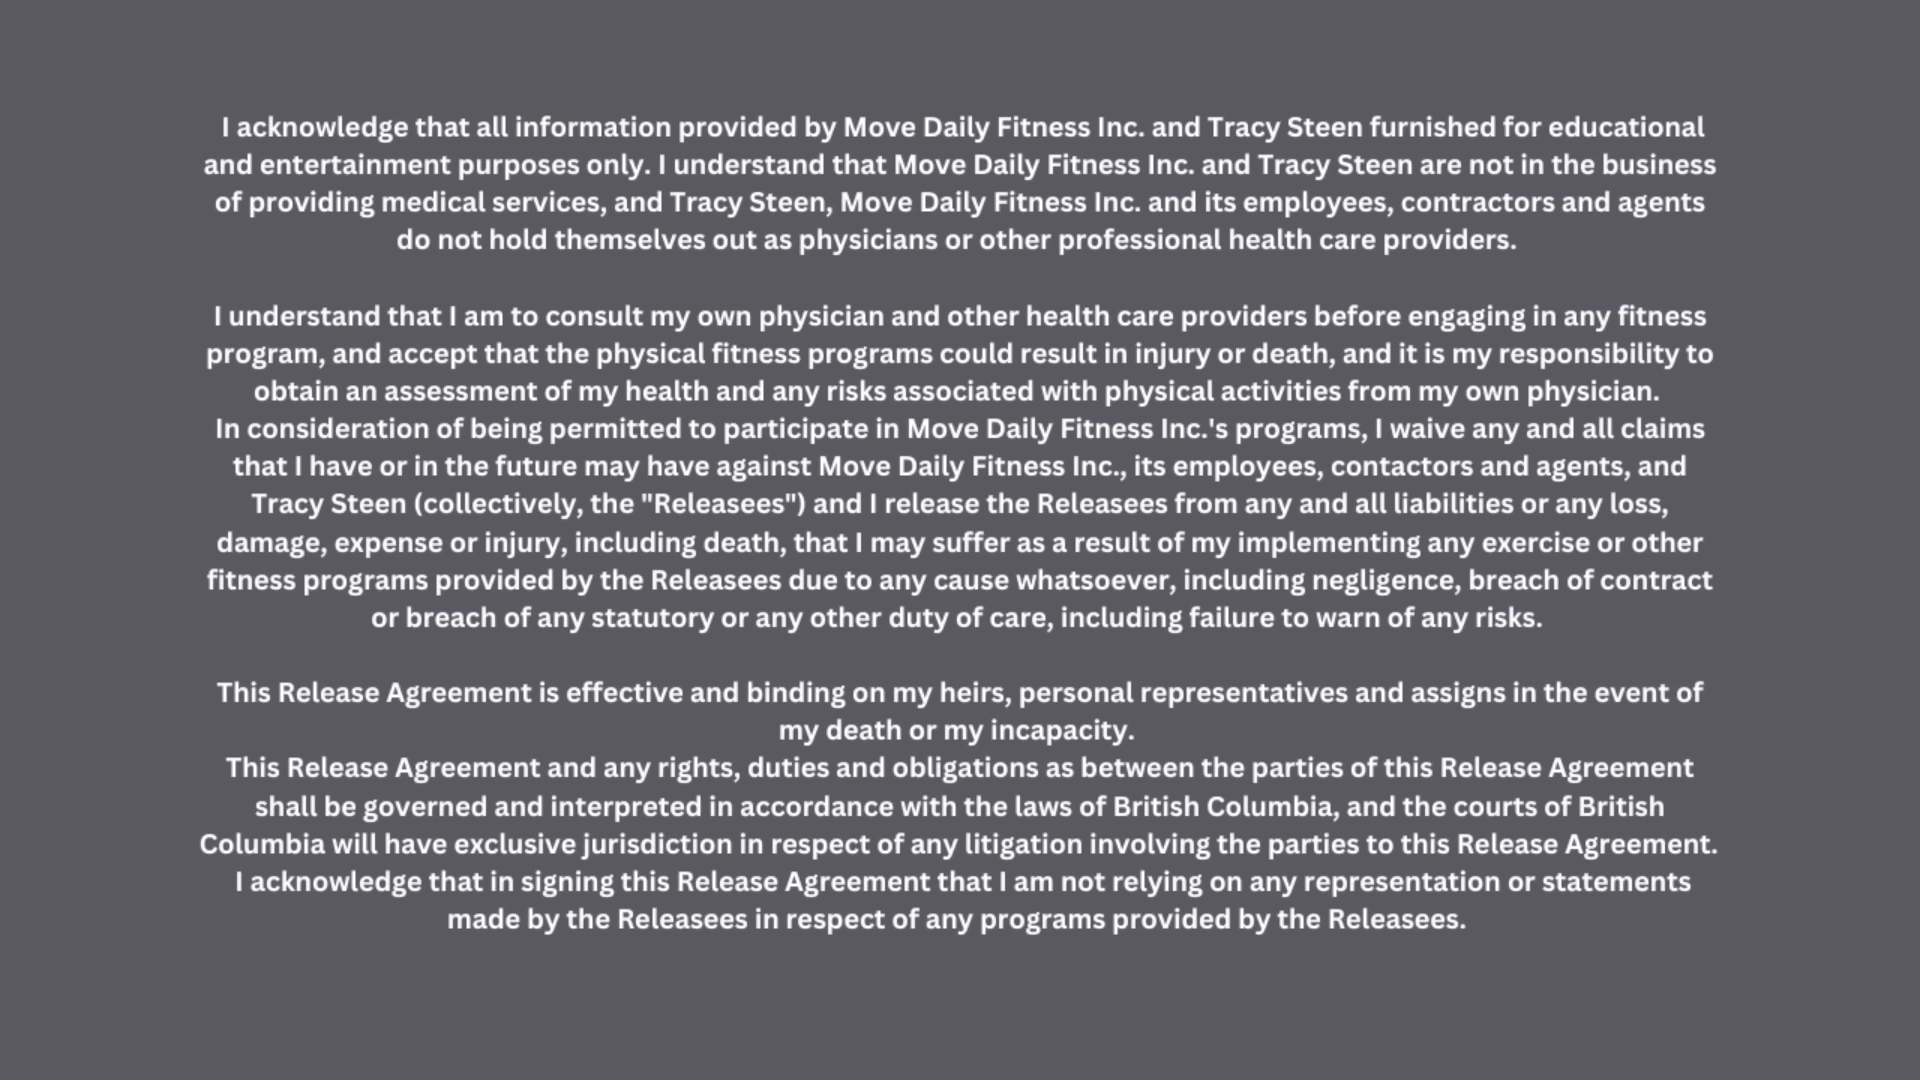 I acknowledge that all information provided by Move Daily Fitness Inc. and Tracy Steen furnished for educational
and entertainment purposes only. I understand that Move Daily Fitness Inc. and Tracy Steen are not in the business
of providing medical services, and Tracy Steen, Move Daily Fitness Inc. and its employees, contractors and agents
do not hold themselves out as physicians or other professional health care providers.
I understand that I am to consult my own physician and other health care providers before engaging in any fitness
program, and accept that the physical fitness programs could result in injury or death, and it is my responsibility to
obtain an assessment of my health and any risks associated with physical activities from my own physician.
In consideration of being permitted to participate in Move Daily Fitness Inc.'s programs, I waive any and all claims
that I have or in the future may have against Move Daily Fitness Inc., its employees, contactors and agents, and
Tracy Steen (collectively, the "Releasees") and I release the Releasees from any and all liabilities or any loss,
damage, expense or injury, including death, that I may suffer as a result of my implementing any exercise or other
fitness programs provided by the Releasees due to any cause whatsoever, including negligence, breach of contract
or breach of any statutory or any other duty of care, including failure to warn of any risks.
This Release Agreement is effective and binding on my heirs, personal representatives and assigns in the event of
my death or my incapacity.
This Release Agreement and any rights, duties and obligations as between the parties of this Release Agreement
shall be governed and interpreted in accordance with the laws of British Columbia, and the courts of British
Columbia will have exclusive jurisdiction in respect of any litigation involving the parties to this Release Agreement.
I acknowledge that in signing this Release Agreement that I am not relying on any representation or statements
made by the Releasees in respect of any programs provided by the Releasees.